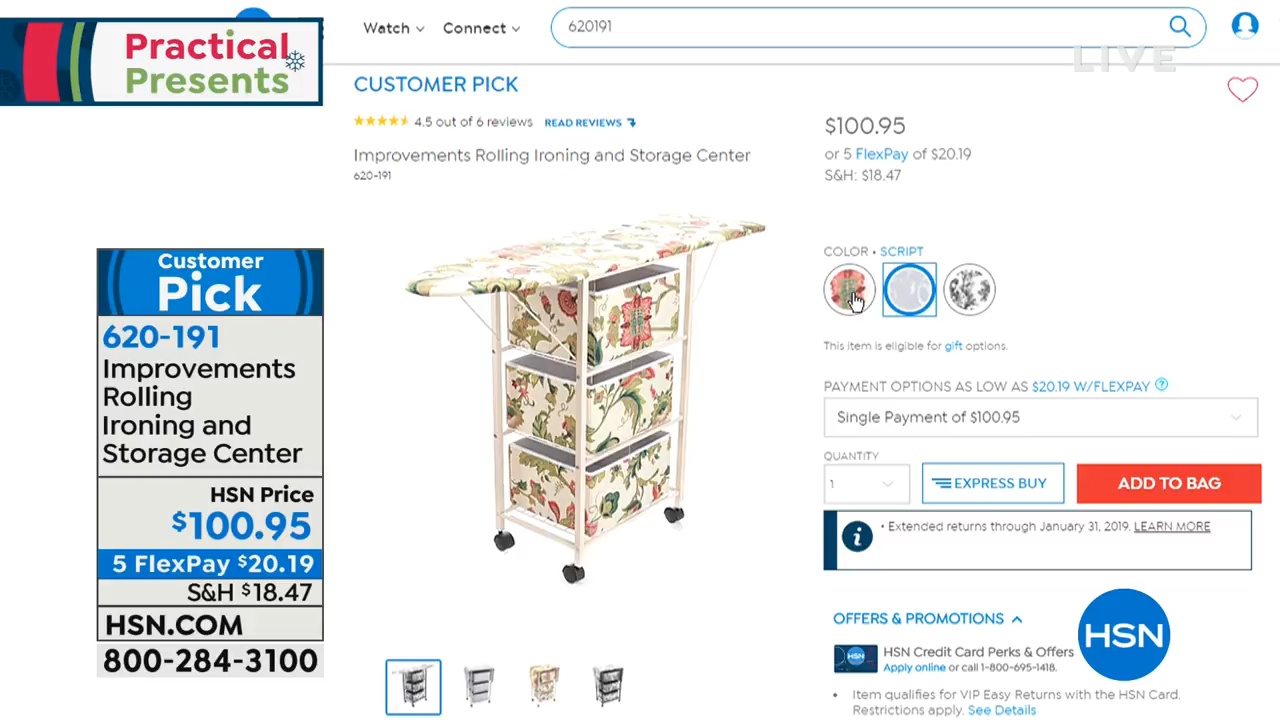 Practical
Presents
Watch
Connect
620191
LIVE
CUSTOMER PICK
4.5 out of 6 reviews
READ REVIEWS
Improvements Rolling Ironing and Storage Center
620-191
$100.95
or 5 FlexPay of $20.19
S&H: $18.47
COLOR • SCRIPT
This item is eligible for gift options.
PAYMENT OPTIONS AS LOW AS $20.19 W/FLEXPAY ?
Single Payment of $100.95
QUANTITY
1
EXPRESS BUY
ADD TO BAG
i
• Extended returns through January 31, 2019. LEARN MORE
OFFERS & PROMOTIONS
HSN
HSN Credit Card Perks & Offers
Apply online or call 1-800-695-1418.
• Item qualifies for VIP Easy Returns with the HSN Card.
Restrictions apply. See Details
HSN
Customer
Pick
620-191
Improvements
Rolling
Ironing and
Storage Center
HSN Price
$100.95
5 FlexPay $20.19
S&H $18.47
HSN.COM
800-284-3100